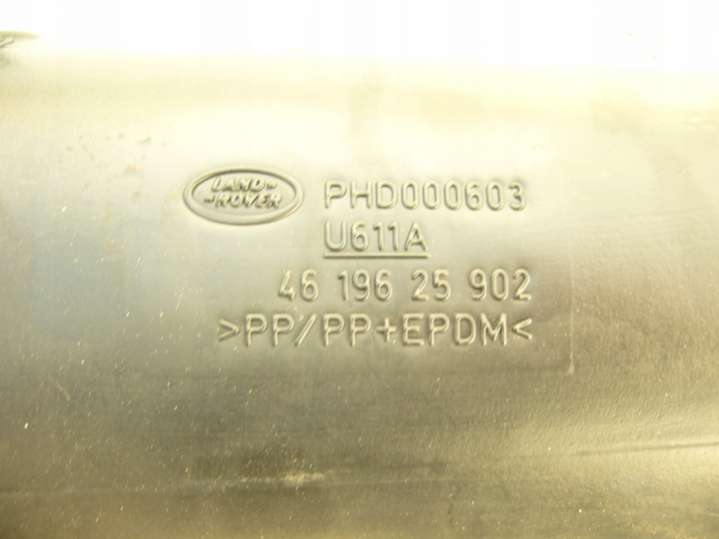 LAND-
-ROVER
PHD000603
U611A
46 196 25 902
>PP/PP+EPDM<